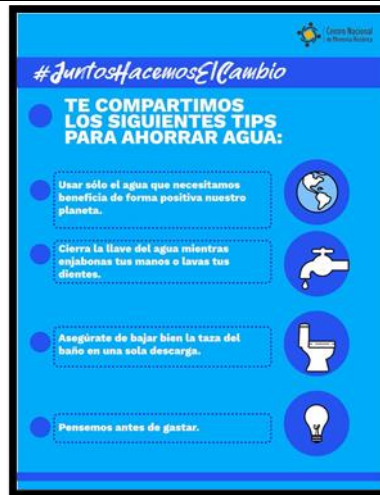 Centro Nacional
de Memoria Histórica
#JuntosHacemosElCambio
TE COMPARTIMOS
LOS SIGUIENTES TIPS
PARA AHORRAR AGUA:
Usar sólo el agua que necesitamos
beneficia de forma positiva nuestro
planeta.
Cierra la llave del agua mientras
enjabonas tus manos o lavas tus
dientes.
Asegúrate de bajar bien la taza del
baño en una sola descarga.
Pensemos antes de gastar.